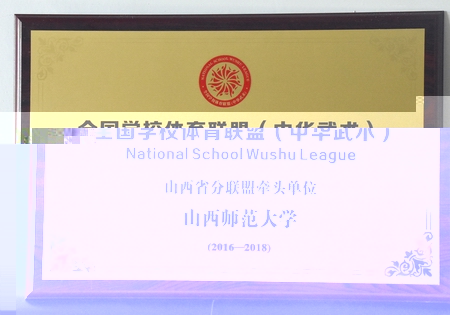 全国学校体育联盟（中华武术）
National School Wushu League
山西省分联盟牵头单位
山西师范大学
(2016—2018)